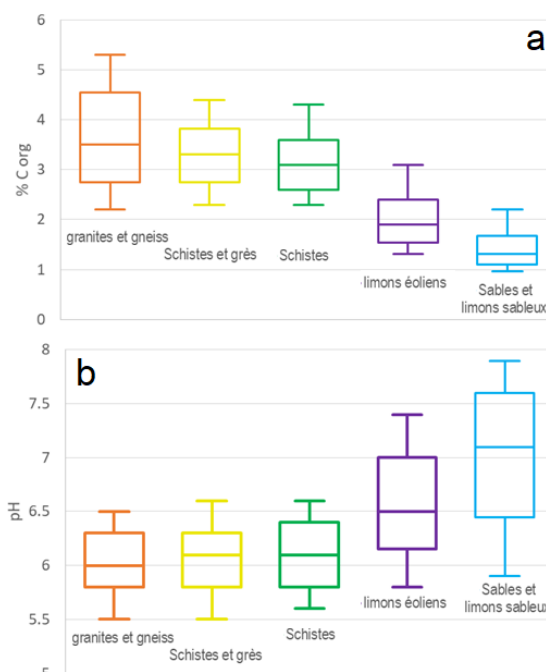 a
% C org
6
5
4
3
2
1
0
granites et gneiss
Schistes et grès
Schistes
limons éoliens
Sables et
limons sableux
b
pH
8
7.5
7
6.5
6
5.5
granites et gneiss
Schistes et grès
Schistes
limons éoliens
Sables et
limons sableux